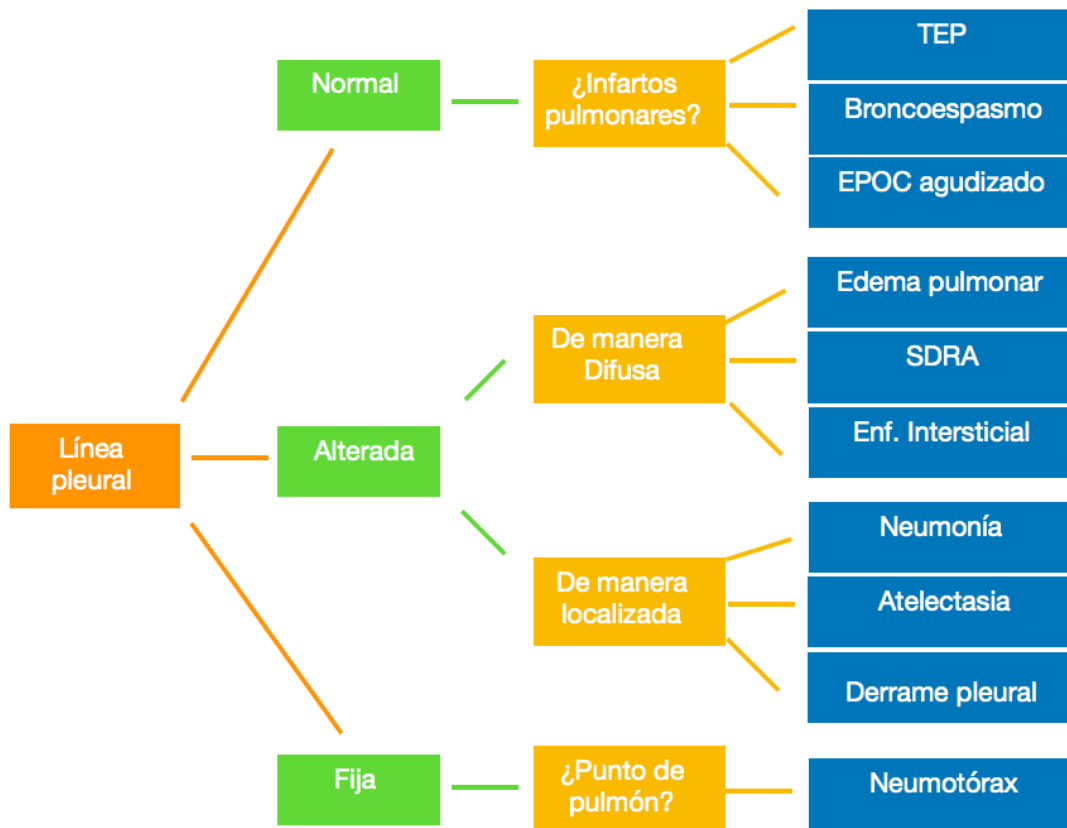 Línea
pleural
Normal
¿Infartos
pulmonares?
TEP
Broncoespasmo
EPOC agudizado
Alterada
De manera
Difusa
Edema pulmonar
SDRA
Enf. Intersticial
De manera
localizada
Neumonía
Atelectasia
Derrame pleural
Fija
¿Punto de
pulmón?
Neumotórax